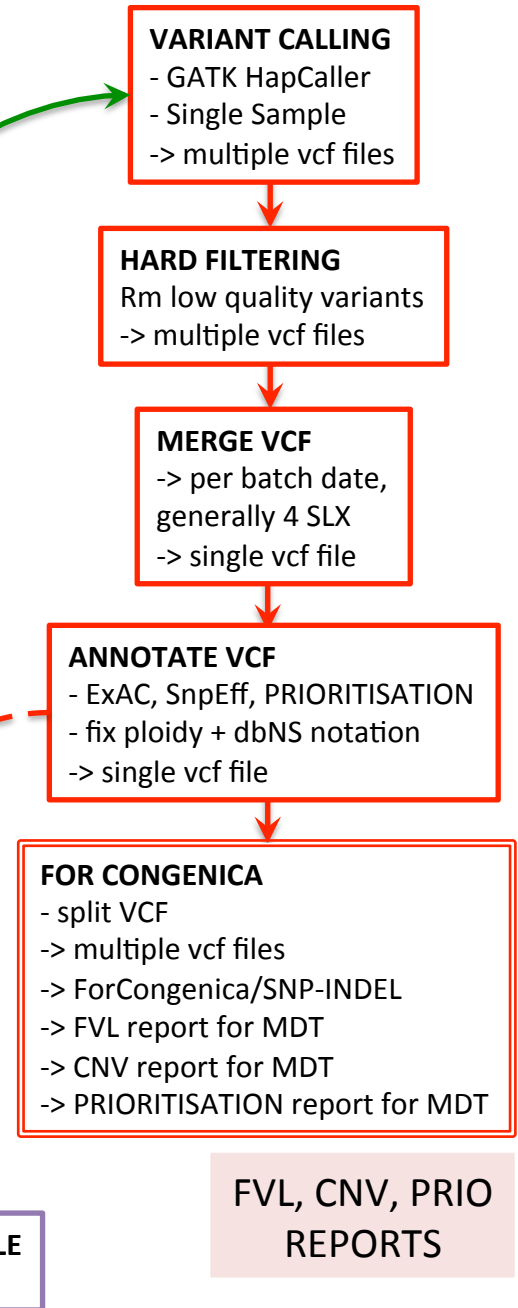 VARIANT CALLING
- GATK HapCaller
- Single Sample
-> multiple vcf files
HARD FILTERING
Rm low quality variants
-> multiple vcf files
MERGE VCF
-> per batch date,
generally 4 SLX
-> single vcf file
ANNOTATE VCF
- ExAC, SnpEff, PRIORITISATION
- fix ploidy + dbNS notation
-> single vcf file
FOR CONGENICA
- split VCF
-> multiple vcf files
-> ForCongenica/SNP-INDEL
-> FVL report for MDT
-> CNV report for MDT
-> PRIORITISATION report for MDT
FVL, CNV, PRIO
REPORTS